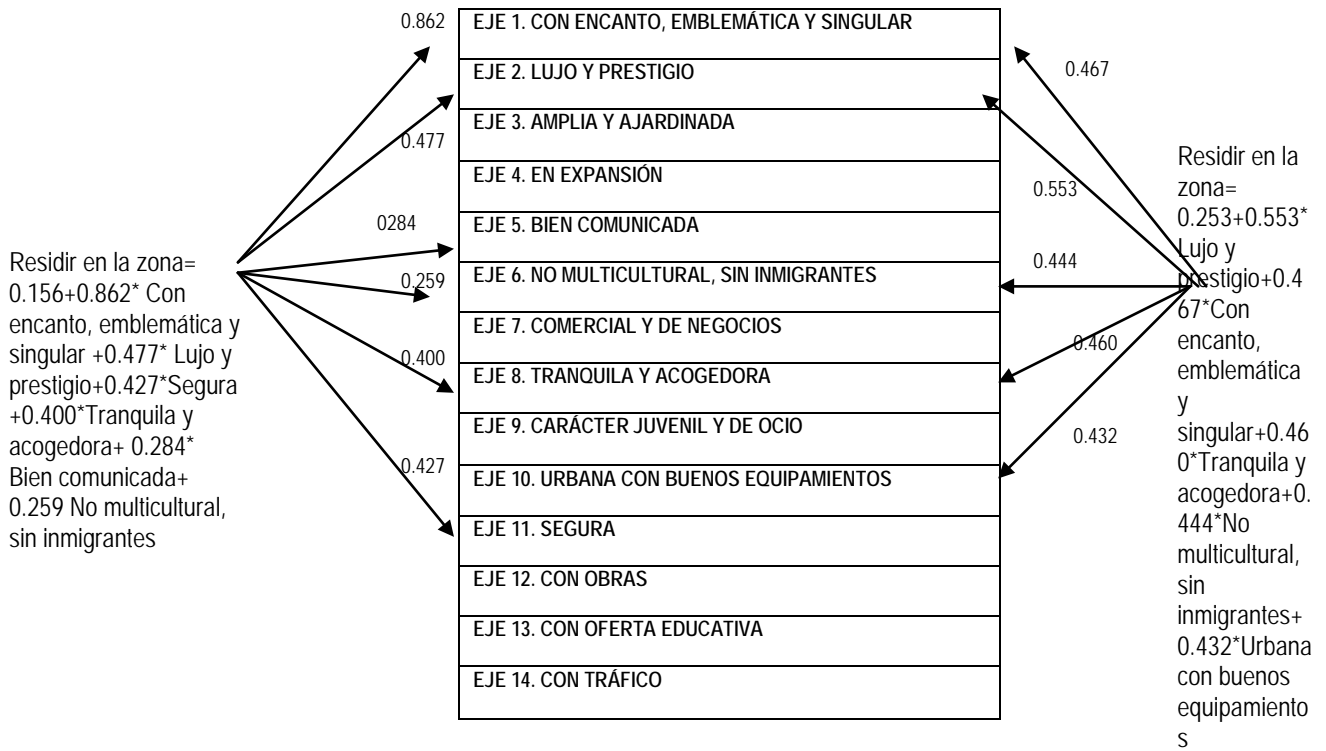 0.862
EJE 1. CON ENCANTO, EMBLEMÁTICA Y SINGULAR
EJE 2. LUJO Y PRESTIGIO
0.467
EJE 3. AMPLIA Y AJARDINADA
0.477
EJE 4. EN EXPANSIÓN
0.553
EJE 5. BIEN COMUNICADA
0284
EJE 6. NO MULTICULTURAL, SIN INMIGRANTES
0.444
0.259
EJE 7. COMERCIAL Y DE NEGOCIOS
0.460
0.400
EJE 8. TRANQUILA Y ACOGEDORA
EJE 9. CARÁCTER JUVENIL Y DE OCIO
0.432
0.427
EJE 10. URBANA CON BUENOS EQUIPAMIENTOS
EJE 11. SEGURA
EJE 12. CON OBRAS
EJE 13. CON OFERTA EDUCATIVA
EJE 14. CON TRÁFICO
Residir en la zona=
0.156+0.862* Con
encanto, emblemática y
singular +0.477* Lujo y
prestigio+0.427*Segura
+0.400*Tranquila y
acogedora+ 0.284*
Bien comunicada+
0.259 No multicultural,
sin inmigrantes
Residir en la
zona=
0.253+0.553*
Lujo y
prestigio+0.4
67*Con
encanto,
emblemática
y
singular+0.46
0*Tranquila y
acogedora+0.
444*No
multicultural,
sin
inmigrantes+
0.432*Urbana
con buenos
equipamiento
s